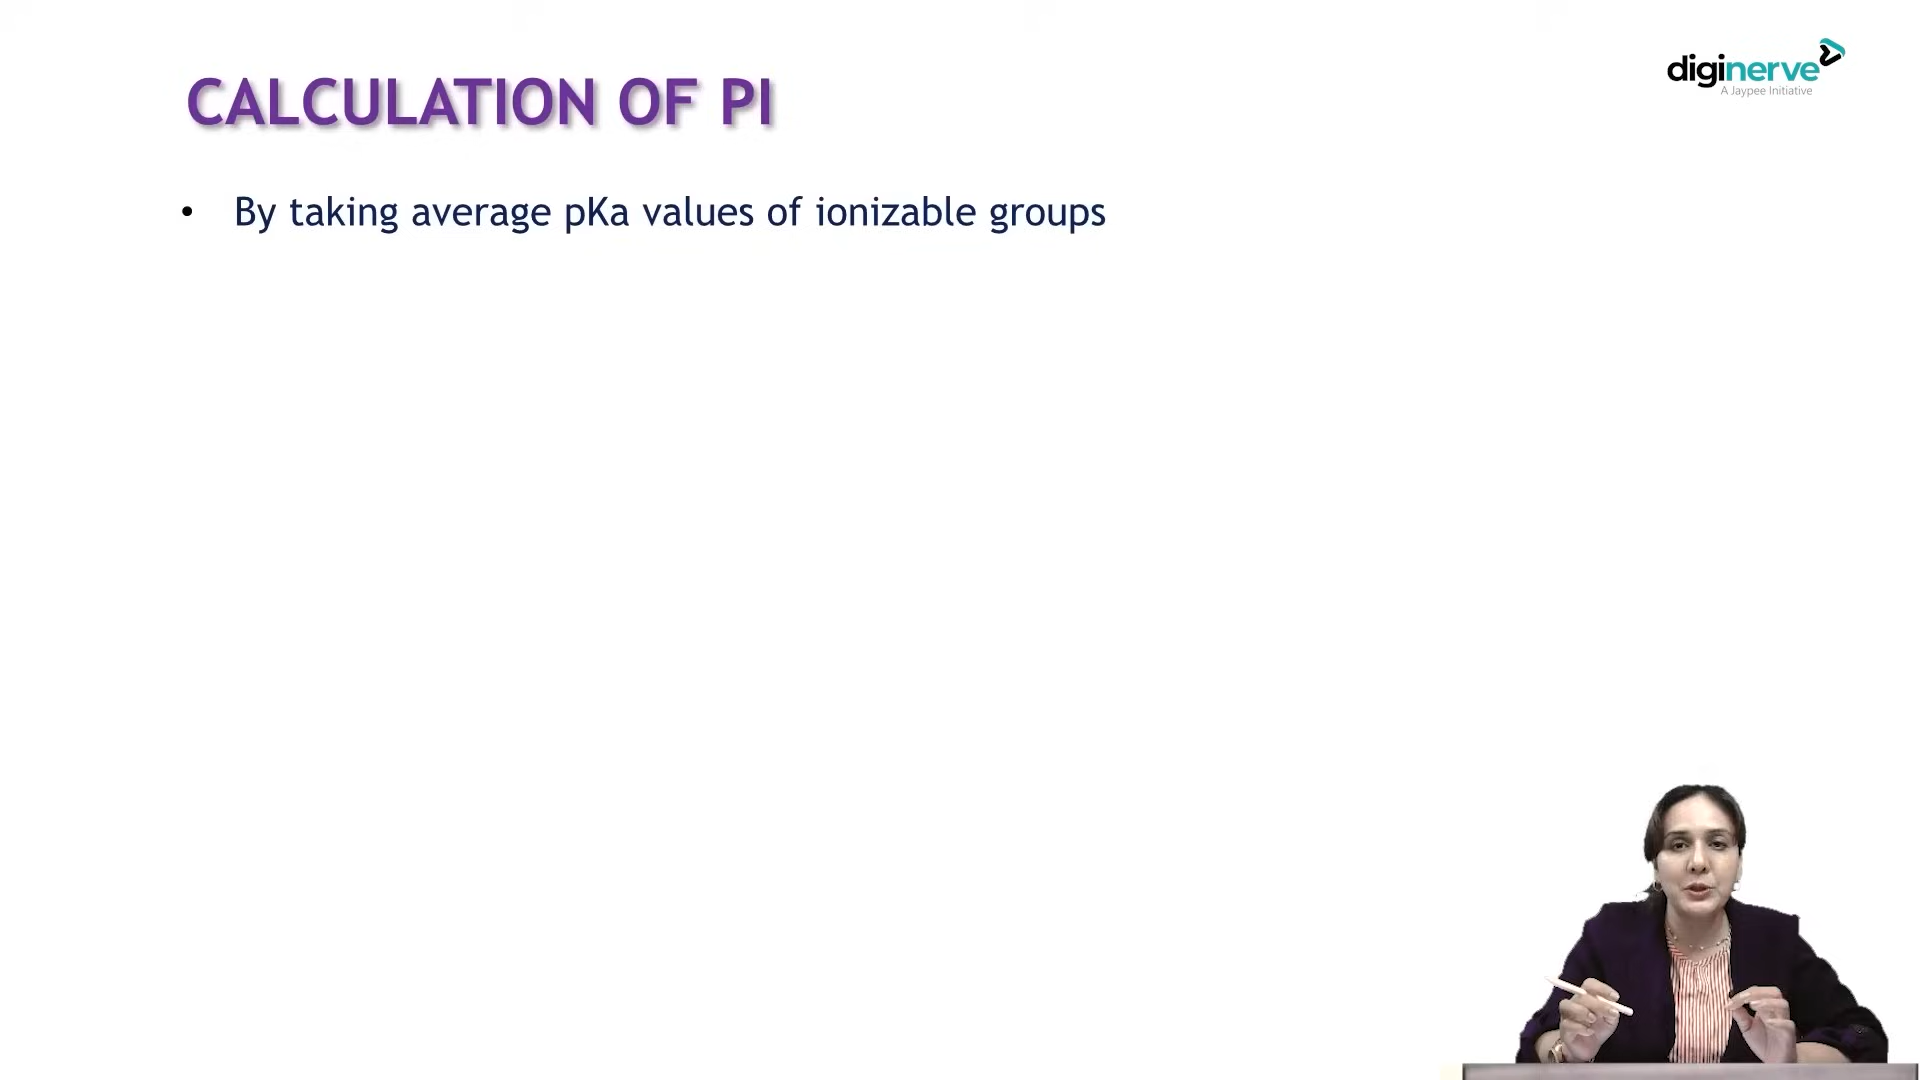 diginerve
A Jaypee Initiative
CALCULATION OF PI
• By taking average pKa values of ionizable groups